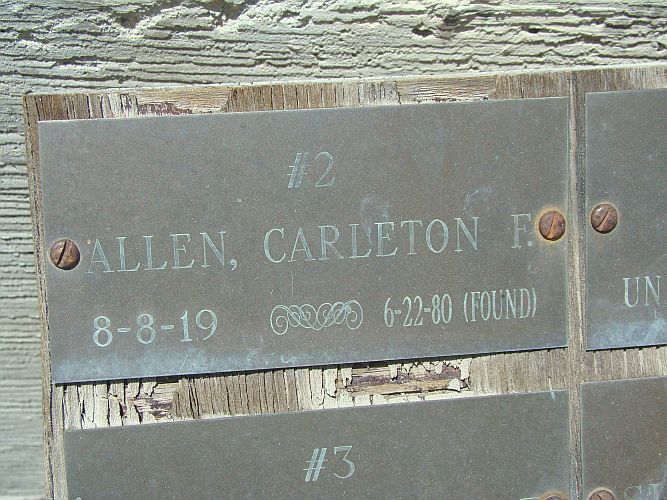 #2
ALLEN, CARLETON F.
8-8-19 6-22-80 (FOUND)
UN
#3